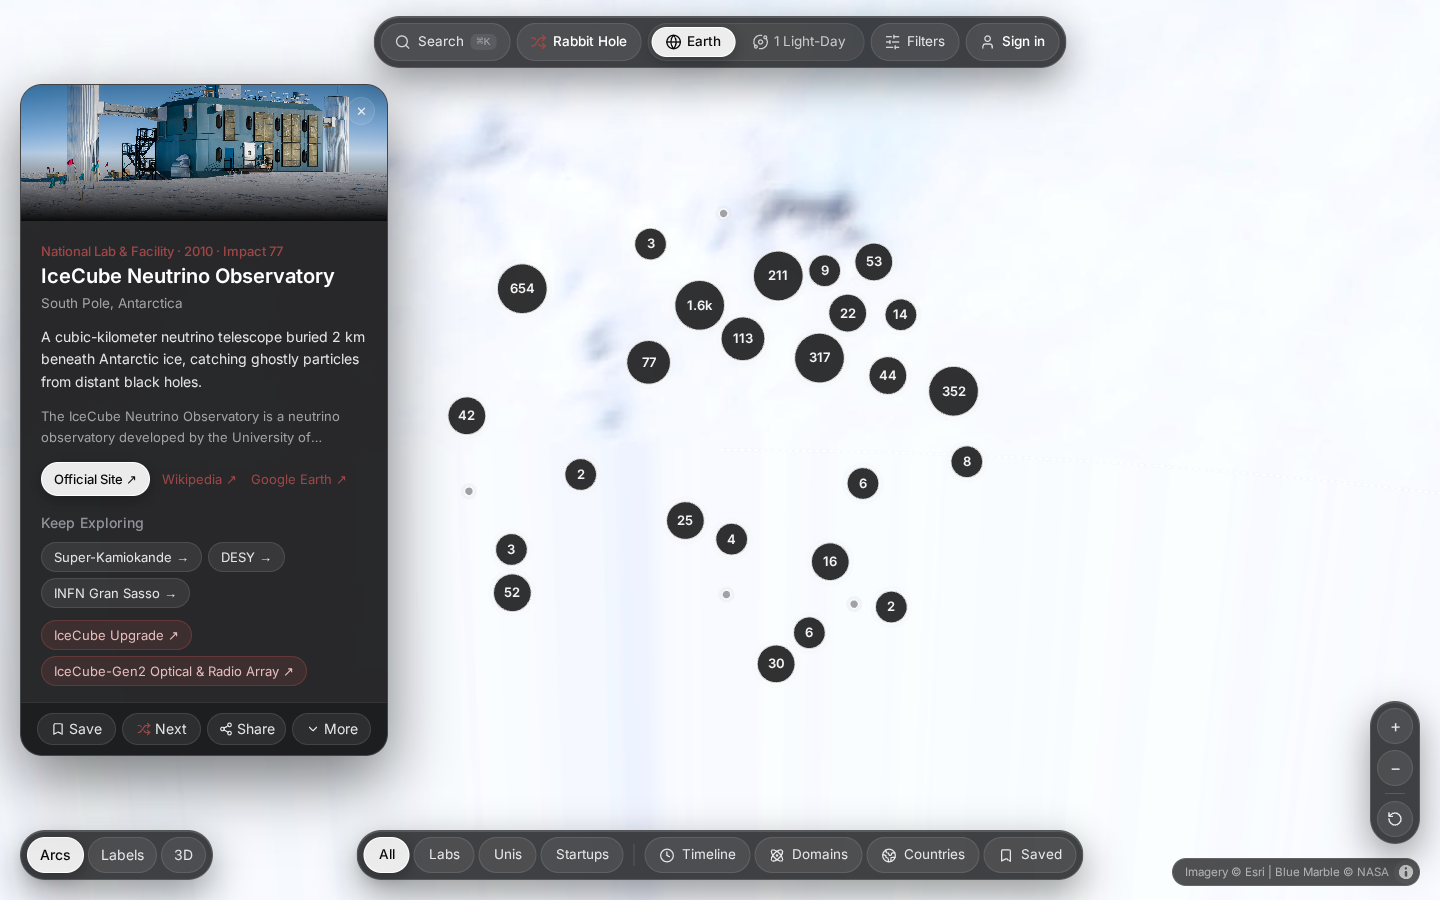 Search ⌘K
Rabbit Hole
Earth
1 Light-Day
Filters
Sign in
National Lab & Facility · 2010 · Impact 77
IceCube Neutrino Observatory
South Pole, Antarctica
A cubic-kilometer neutrino telescope buried 2 km
beneath Antarctic ice, catching ghostly particles
from distant black holes.
The IceCube Neutrino Observatory is a neutrino
observatory developed by the University of...
Official Site ↗ Wikipedia ↗ Google Earth ↗
Keep Exploring
Super-Kamiokande → DESY →
INFN Gran Sasso →
IceCube Upgrade ↗
IceCube-Gen2 Optical & Radio Array ↗
Save Next Share More
3
654
211
9
53
1.6k
22
14
113
77
317
44
352
42
2
8
6
25
4
3
16
52
2
6
30
+
−
Arcs Labels 3D
All Labs Unis Startups Timeline Domains Countries Saved
Imagery © Esri | Blue Marble © NASA